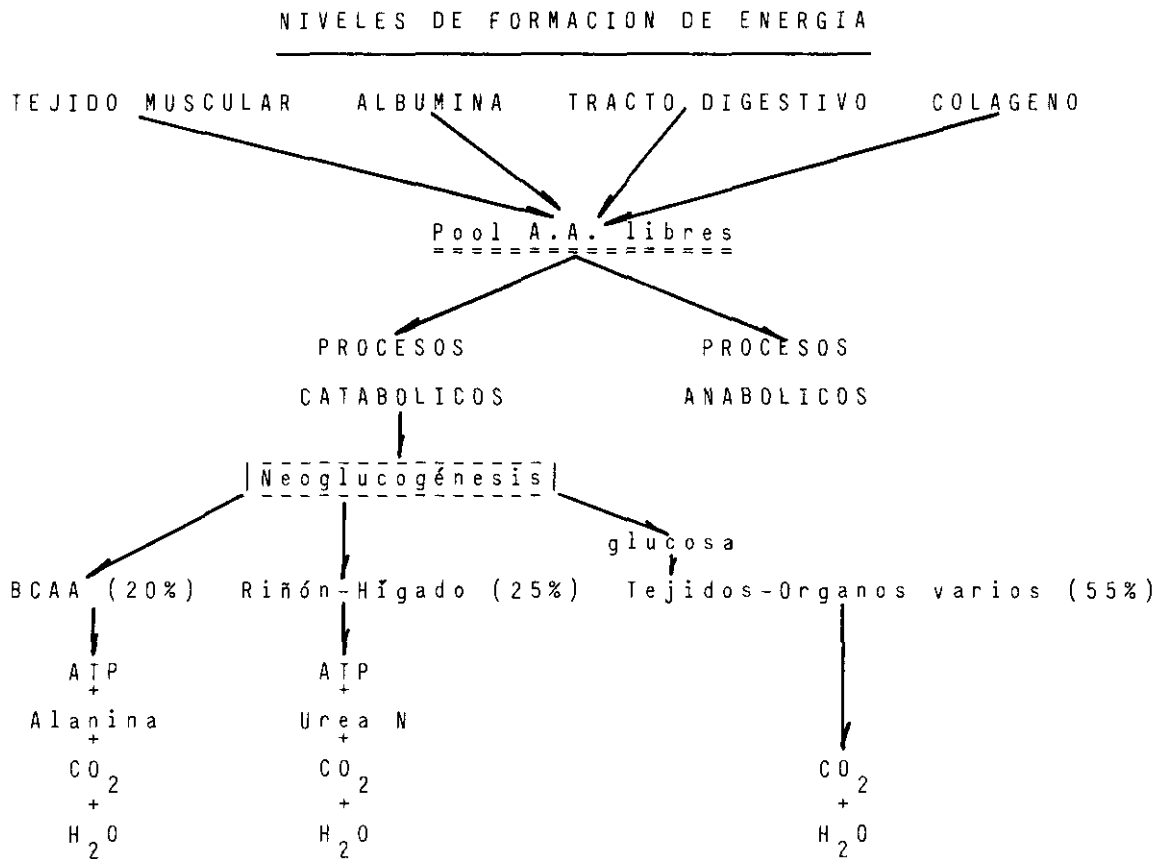 NIVELES DE FORMACION DE ENERGIA
TEJIDO MUSCULAR ALBUMINA TRACTO DIGESTIVO COLAGENO
Pool A.A. libres
PROCESOS PROCESOS
CATABOLICOS ANABOLICOS
Neoglucogénesis
glucosa
BCAA (20%) Riñón-Hígado (25%) Tejidos-Organos varios (55%)
ATP ATP
+ +
Alanina Urea N
+ +
CO2 CO2 CO2
+ + +
H2O H2O H2O